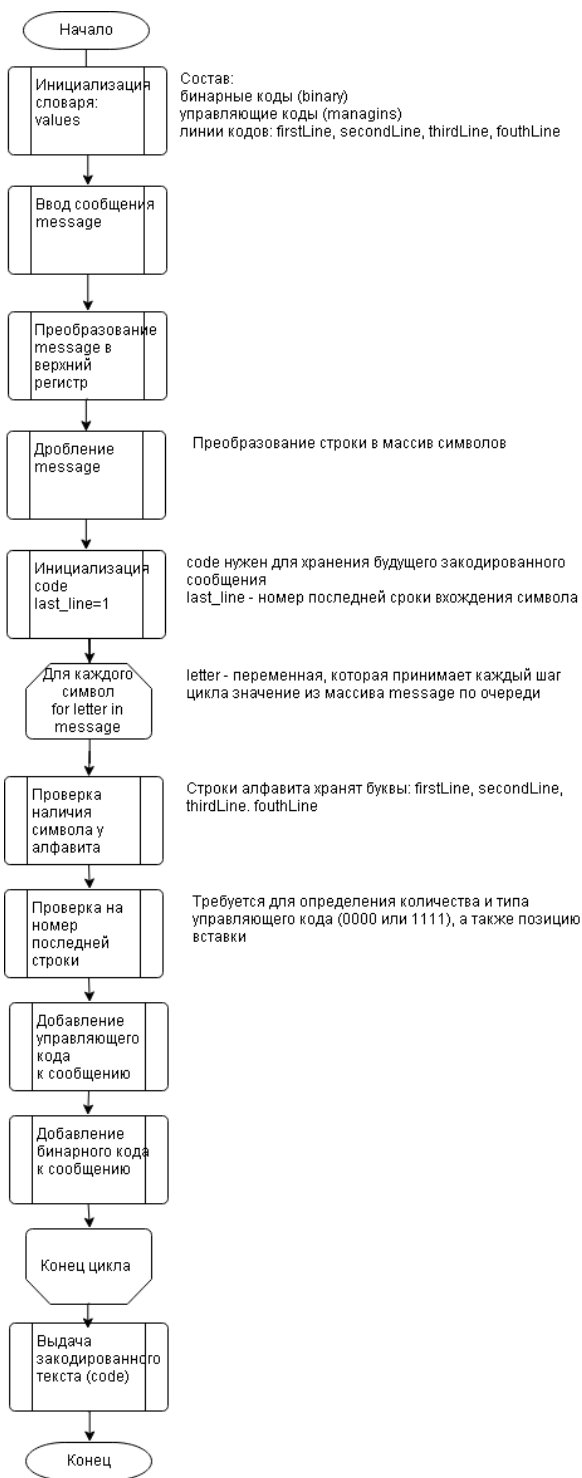 Начало
Инициализация
словаря:
values
Состав:
бинарные коды (binary)
управляющие коды (managins)
линии кодов: firstLine, secondLine, thirdLine, fouthLine
Ввод сообщения
message
Преобразование
message в
верхний
регистр
Дробление
message
Преобразование строки в массив символов
Инициализация
code
last_line=1
code нужен для хранения будущего закодированного
сообщения
last_line - номер последней сроки вхождения символа
Для каждого
символ
for letter in
message
letter - переменная, которая принимает каждый шаг
цикла значение из массива message по очереди
Проверка
наличия
символа у
алфавита
Строки алфавита хранят буквы: firstLine, secondLine,
thirdLine. fouthLine
Проверка на
номер
последней
строки
Требуется для определения количества и типа
управляющего кода (0000 или 1111), а также позицию
вставки
Добавление
управляющего
кода
к сообщению
Добавление
бинарного кода
к сообщению
Конец цикла
Выдача
закодированного
текста (code)
Конец